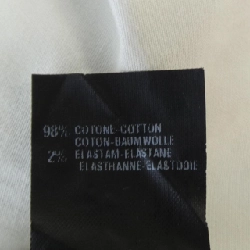 98% COTONE-COTTON
COTON-BAUMWOLLE
2% ELASTAM-ELASTANE
ELASTHANNE-ELASTODIE